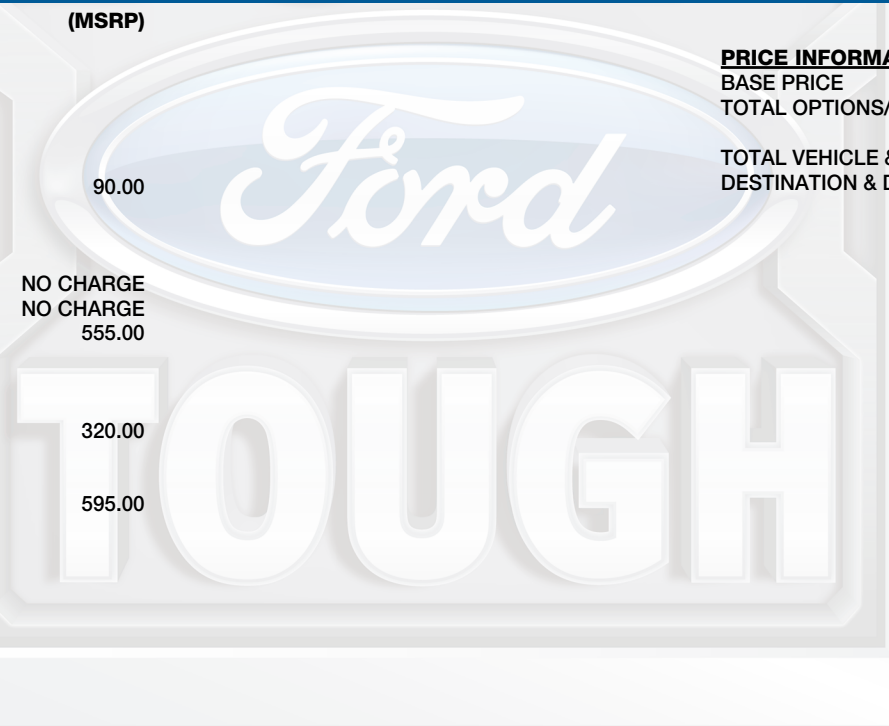 (MSRP)
90.00
NO CHARGE
NO CHARGE
555.00
320.00
595.00
PRICE INFORMA
BASE PRICE
TOTAL OPTIONS/
TOTAL VEHICLE &
DESTINATION & D
Ford
TOUGH